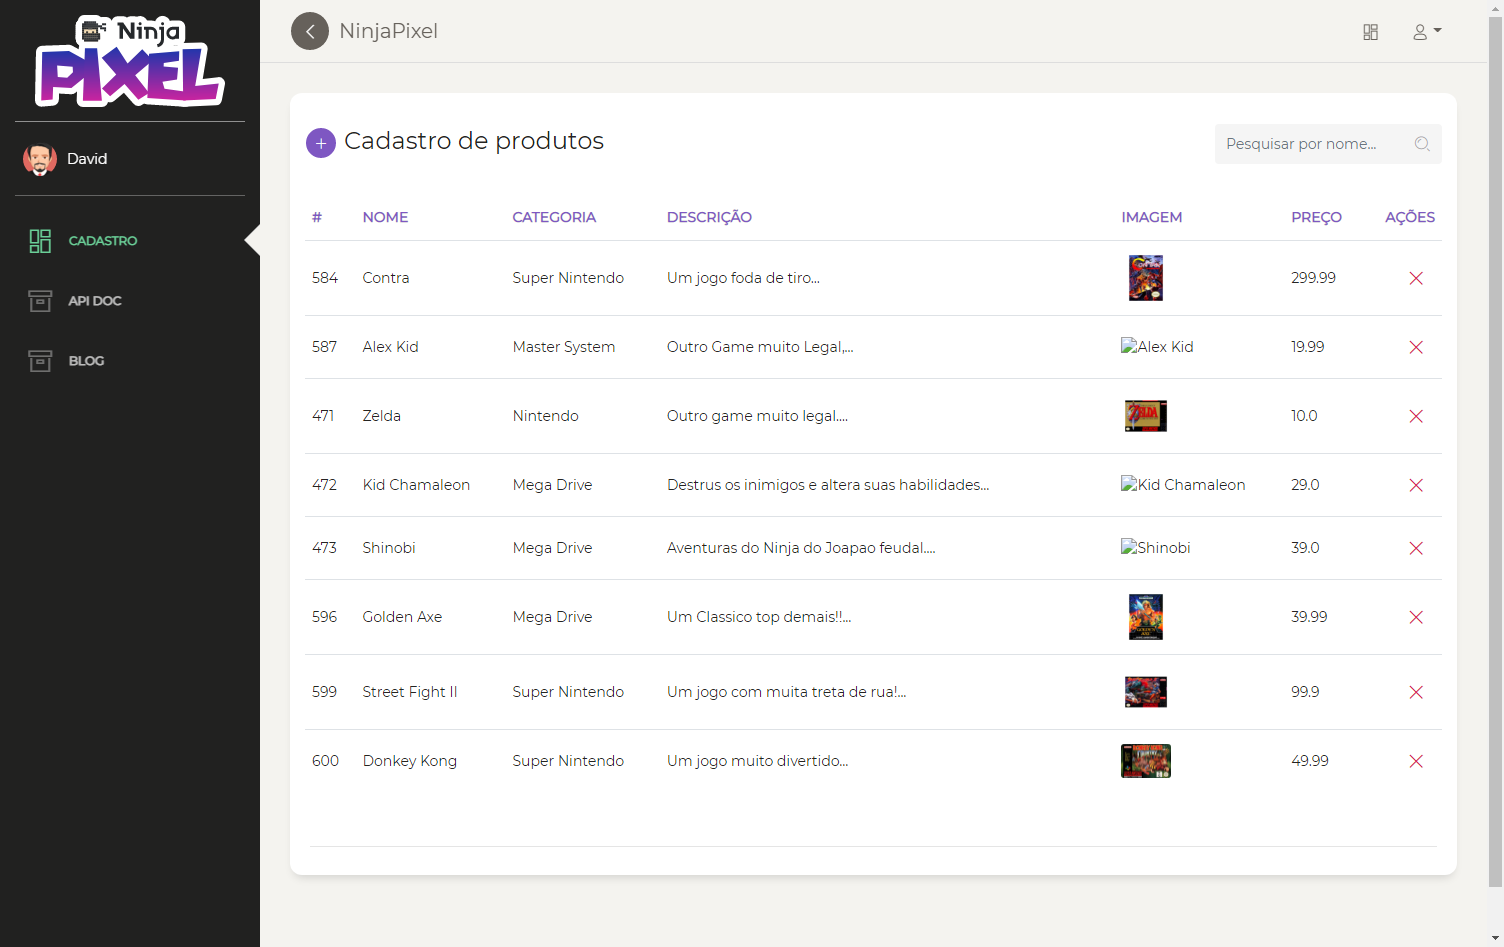 Ninja
PIXEL
NinjaPixel
David
CADASTRO
API DOC
BLOG
Cadastro de produtos
Pesquisar por nome...
# NOME CATEGORIA DESCRIÇÃO IMAGEM PREÇO AÇÕES
584 Contra Super Nintendo Um jogo foda de tiro... 299.99
587 Alex Kid Master System Outro Game muito Legal,... Alex Kid 19.99
471 Zelda Nintendo Outro game muito legal.... ZELDA 10.0
472 Kid Chamaleon Mega Drive Destrus os inimigos e altera suas habilidades... Kid Chamaleon 29.0
473 Shinobi Mega Drive Aventuras do Ninja do Joapao feudal.... Shinobi 39.0
596 Golden Axe Mega Drive Um Classico top demais!!... 39.99
599 Street Fight II Super Nintendo Um jogo com muita treta de rua!... 99.9
600 Donkey Kong Super Nintendo Um jogo muito divertido... 49.99